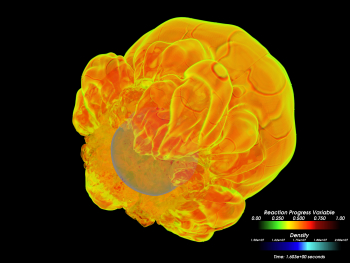 Reaction Progress Variable
0.00 0.250 0.500 0.750 1.00
Density
Time: 1.603e+00 seconds